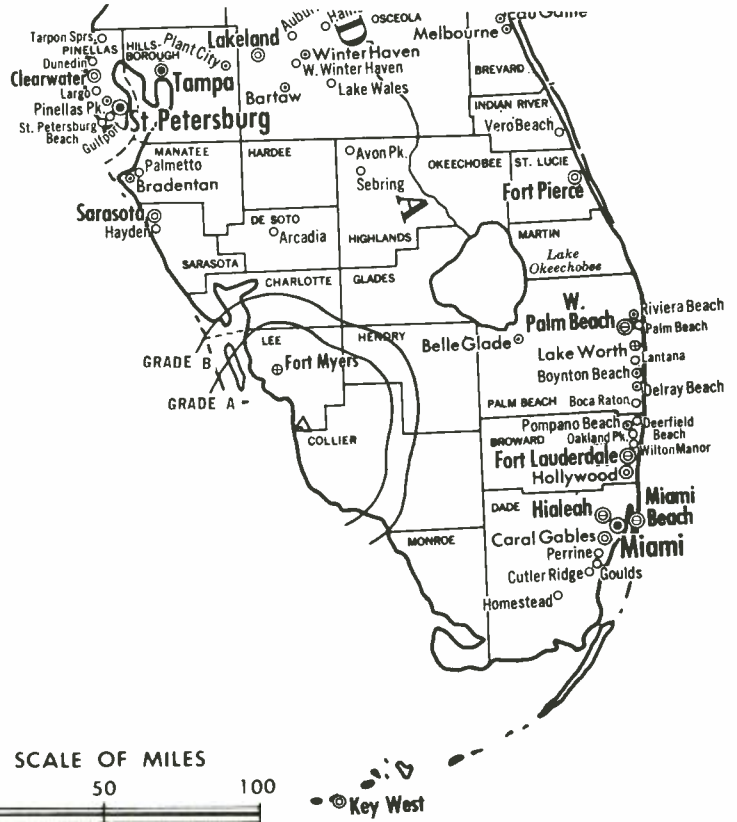 OSCEOLA
Eau Gallie
Melbourne
Tarpon Sprs.
PINELLAS
HILLS-
BOROUGH
Plant City
Lakeland
Dunedin
Winter Haven
W. Winter Haven
BREVARD
Clearwater
Tampa
Lake Wales
Largo
Bartaw
INDIAN RIVER
Pinellas Pk.
St. Petersburg
Vero Beach
St. Petersburg
Beach
Gulfport
MANATEE
HARDEE
Avon Pk.
OKEECHOBEE
ST. LUCIE
Palmetto
Bradentan
Sebring
Fort Pierce
A
Sarasota
DE SOTO
Hayden
Arcadia
HIGHLANDS
MARTIN
Lake
Okeechobee
SARASOTA
CHARLOTTE
GLADES
W.
Palm Beach
Riviera Beach
Palm Beach
LEE
HENDRY
Belle Glade
GRADE B
Fort Myers
Lake Worth
Lantana
Boynton Beach
Delray Beach
GRADE A
PALM BEACH
Boca Raton
Pompano Beach
Deerfield
Beach
COLLIER
BROWARD
Oakland Pk.
Wilton Manor
Fort Lauderdale
Hollywood
DADE
Hialeah
Miami
Beach
MONROE
Caral Gables
Miami
Perrine
Cutler Ridge
Goulds
Homestead
SCALE OF MILES
50
100
Key West